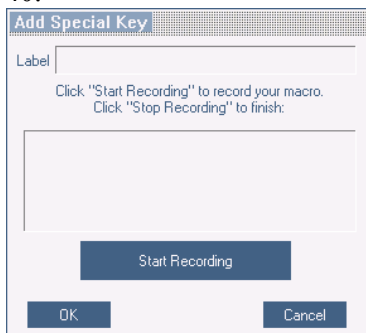 Add Special Key
Label
Click "Start Recording" to record your macro.
Click "Stop Recording" to finish:
Start Recording
OK
Cancel